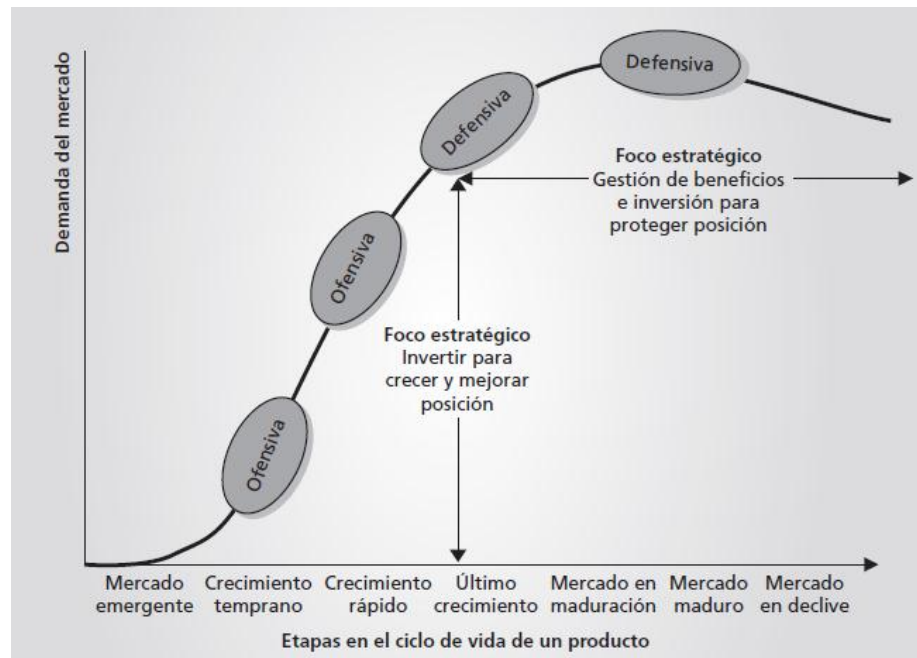 Demanda del mercado
Ofensiva
Ofensiva
Defensiva
Defensiva
Foco estratégico
Gestión de beneficios
e inversión para
proteger posición
Foco estratégico
Invertir para
crecer y mejorar
posición
Mercado
emergente
Crecimiento
temprano
Crecimiento
rápido
Último
crecimiento
Mercado en
maduración
Mercado
maduro
Mercado
en declive
Etapas en el ciclo de vida de un producto